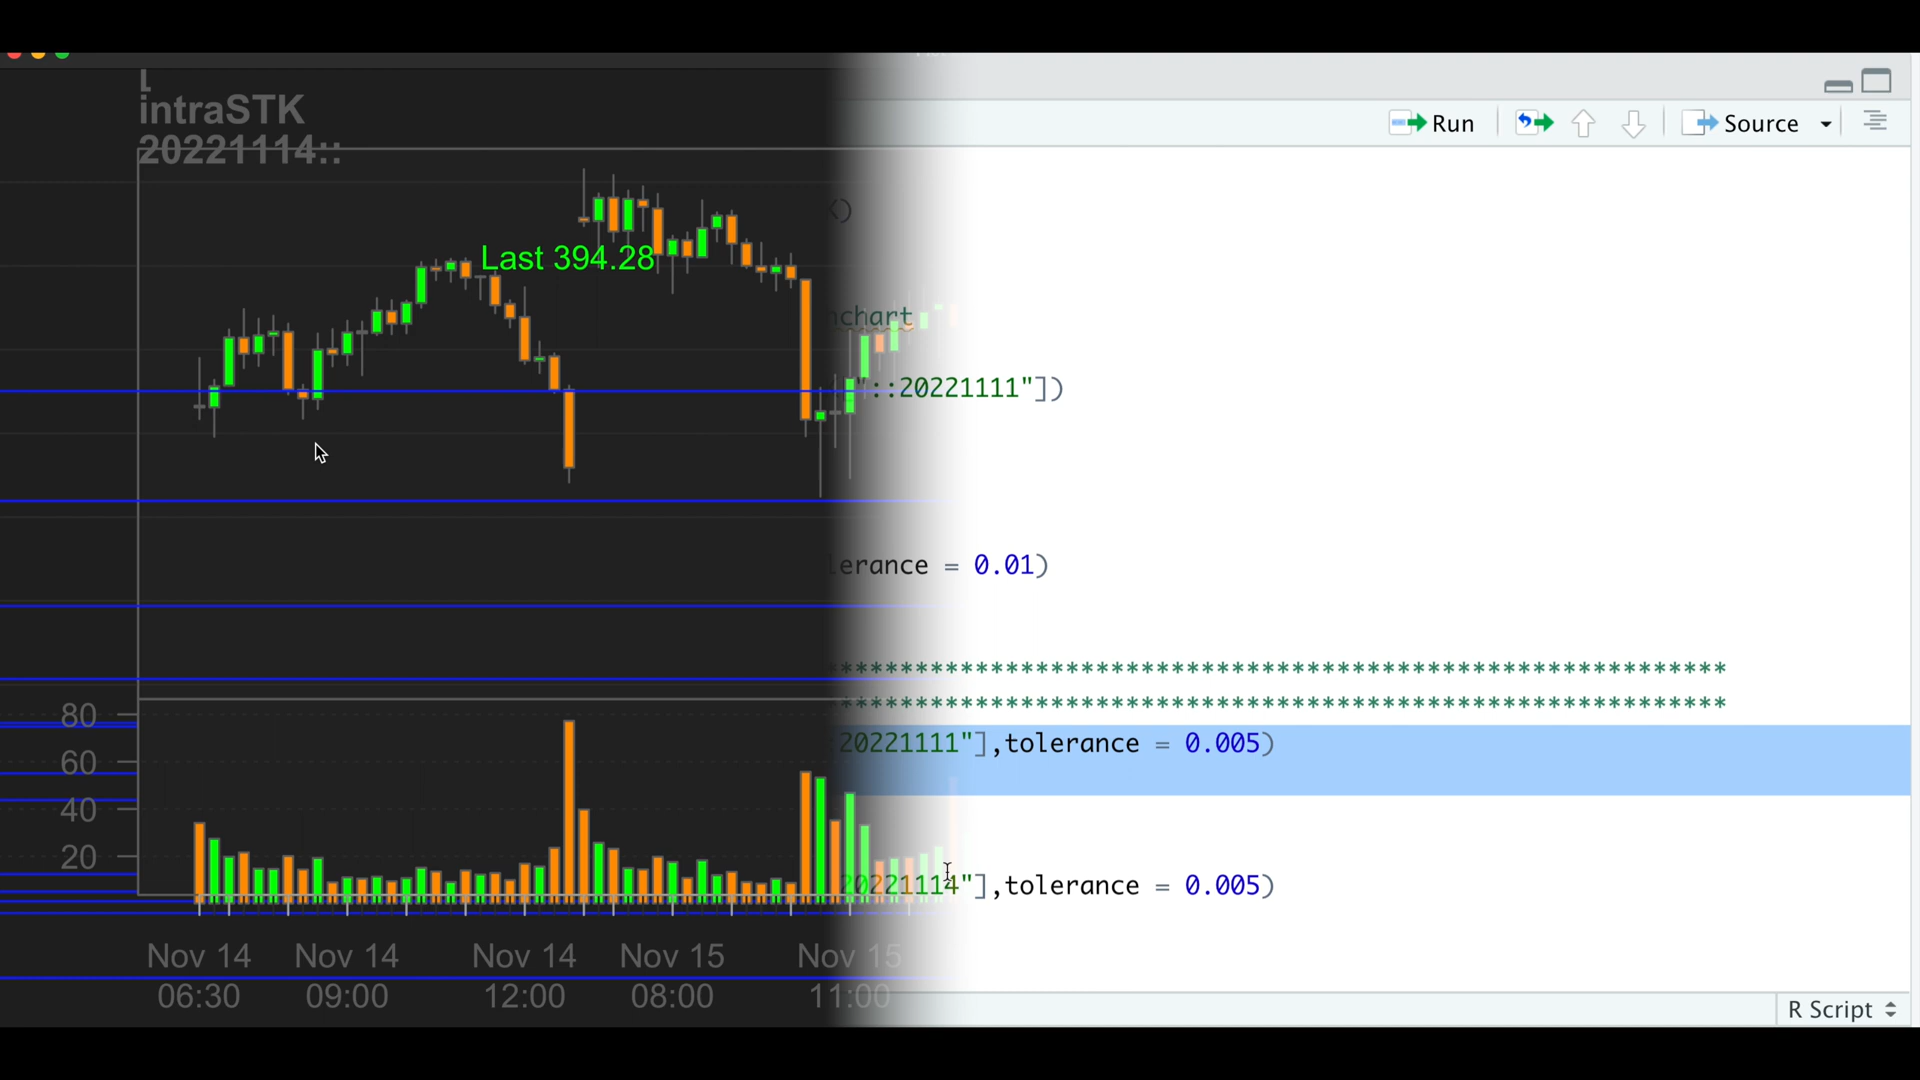 intraSTK
20221114::
Last 394.28
80
60
40
20
Nov 14
06:30
Nov 14
09:00
Nov 14
12:00
Nov 15
08:00
Nov 15
11:00
Run
Source
)
nchart
"::20221111"])
lerance = 0.01)
**********************************************************
**********************************************************
20221111"],tolerance = 0.005)
20221114"],tolerance = 0.005)
R Script